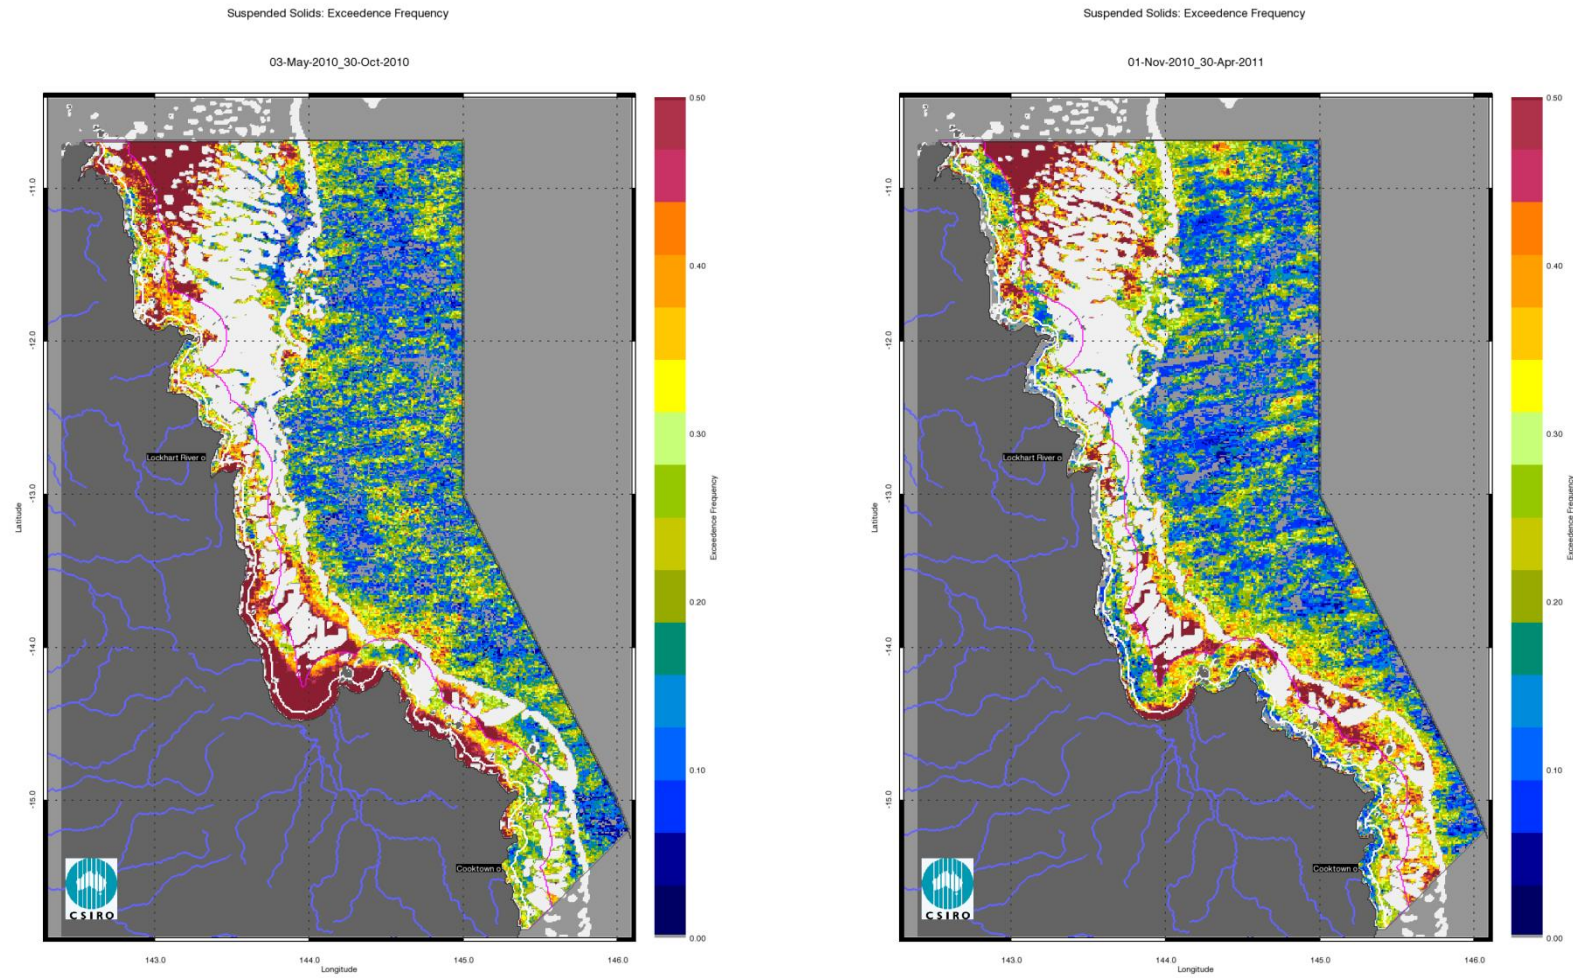 Suspended Solids: Exceedence Frequency
03-May-2010_30-Oct-2010
0.50
-11.0
0.40
-12.0
0.30
Lockhart River o
-13.0
Latitude
Exceedence Frequency
0.20
-14.0
0.10
-15.0
Cooktown o
CSIRO
0.00
143.0 144.0 145.0 146.0
Longitude
Suspended Solids: Exceedence Frequency
01-Nov-2010_30-Apr-2011
0.50
-11.0
0.40
-12.0
0.30
Lockhart River o
-13.0
Latitude
Exceedence Frequency
0.20
-14.0
0.10
-15.0
Cooktown o
CSIRO
0.00
143.0 144.0 145.0 146.0
Longitude